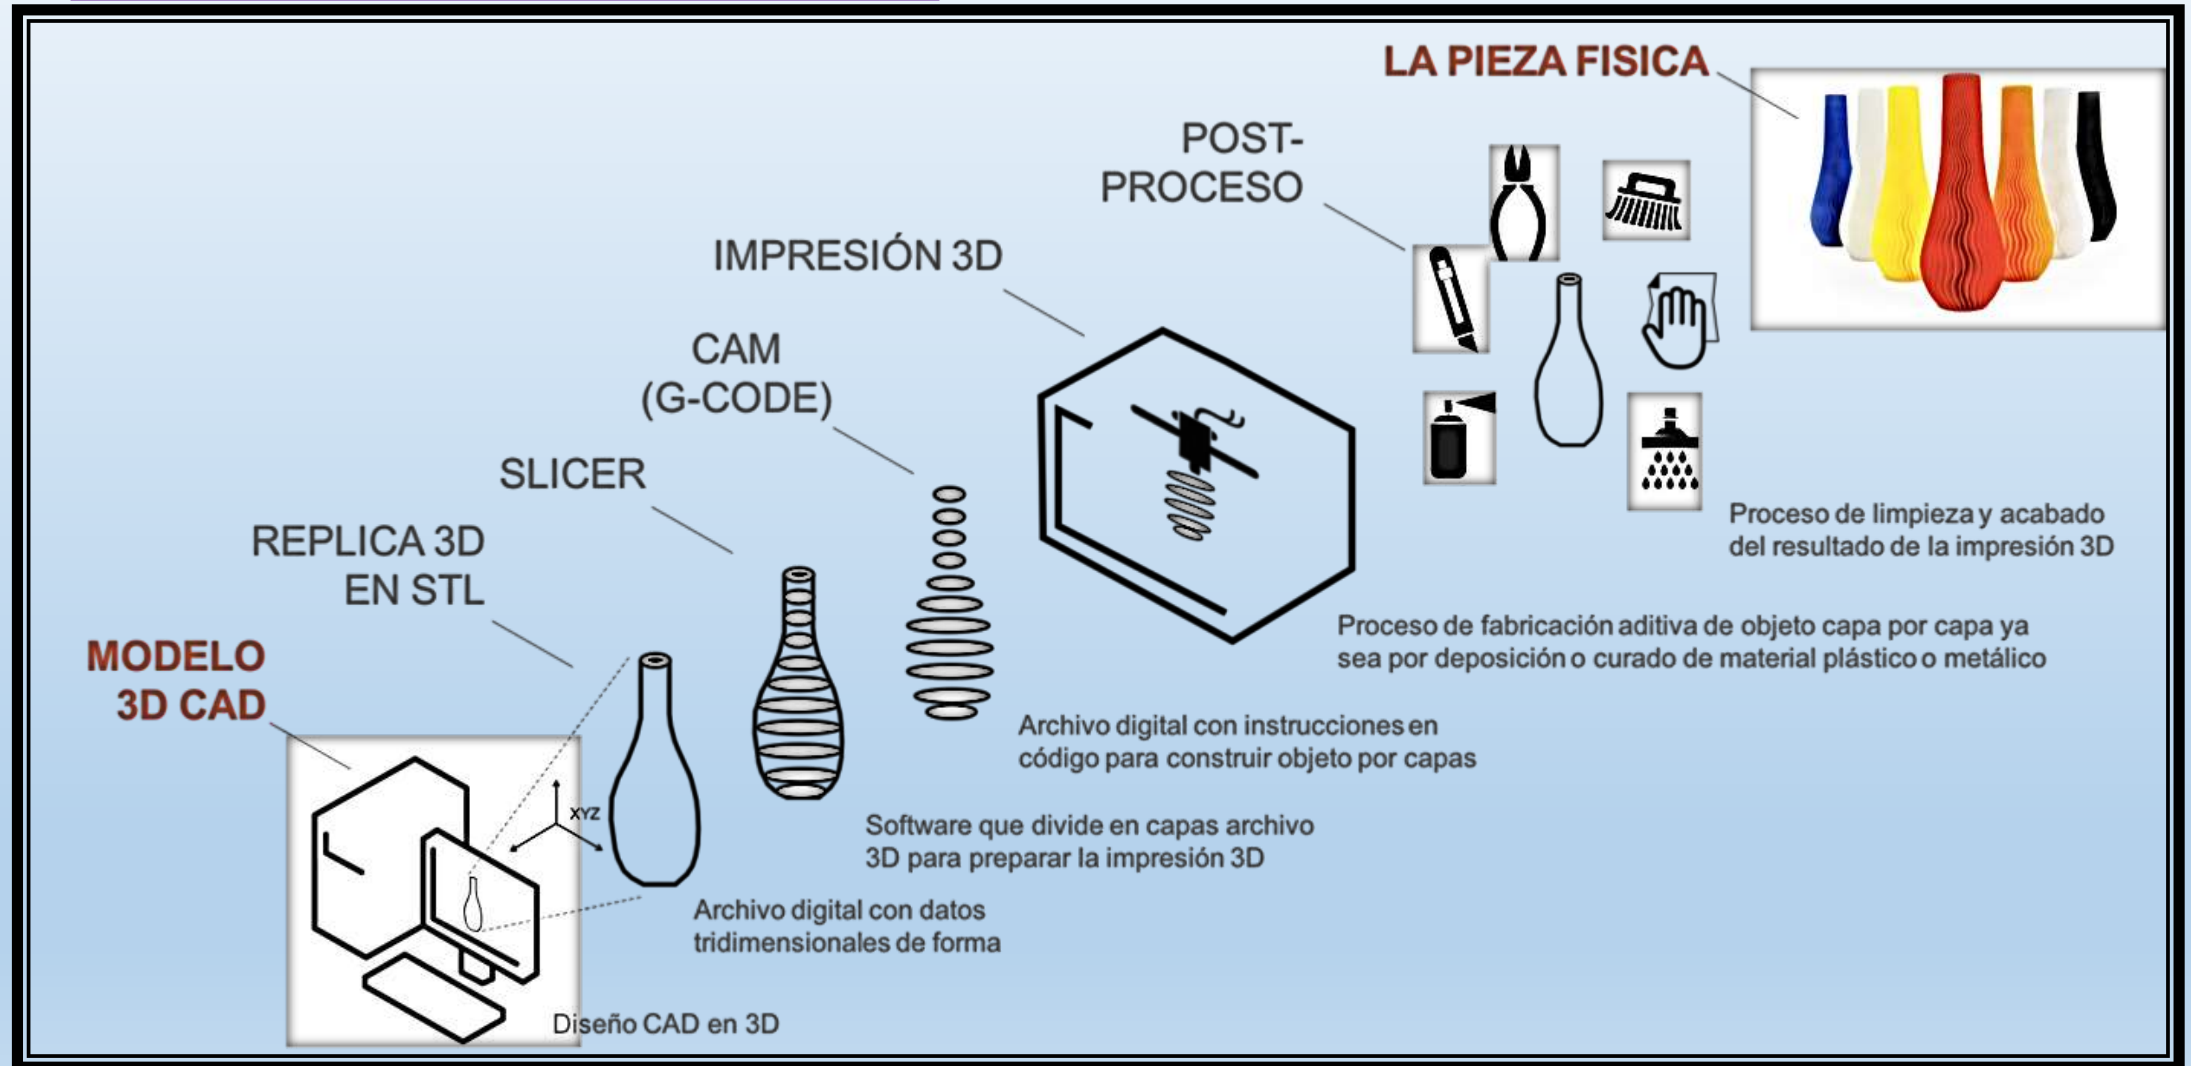 LA PIEZA FISICA
POST-
PROCESO
IMPRESIÓN 3D
CAM
(G-CODE)
SLICER
REPLICA 3D
EN STL
MODELO
3D CAD
XYZ
Proceso de limpieza y acabado
del resultado de la impresión 3D
Proceso de fabricación aditiva de objeto capa por capa ya
sea por deposición o curado de material plástico o metálico
Archivo digital con instrucciones en
código para construir objeto por capas
Software que divide en capas archivo
3D para preparar la impresión 3D
Archivo digital con datos
tridimensionales de forma
Diseño CAD en 3D